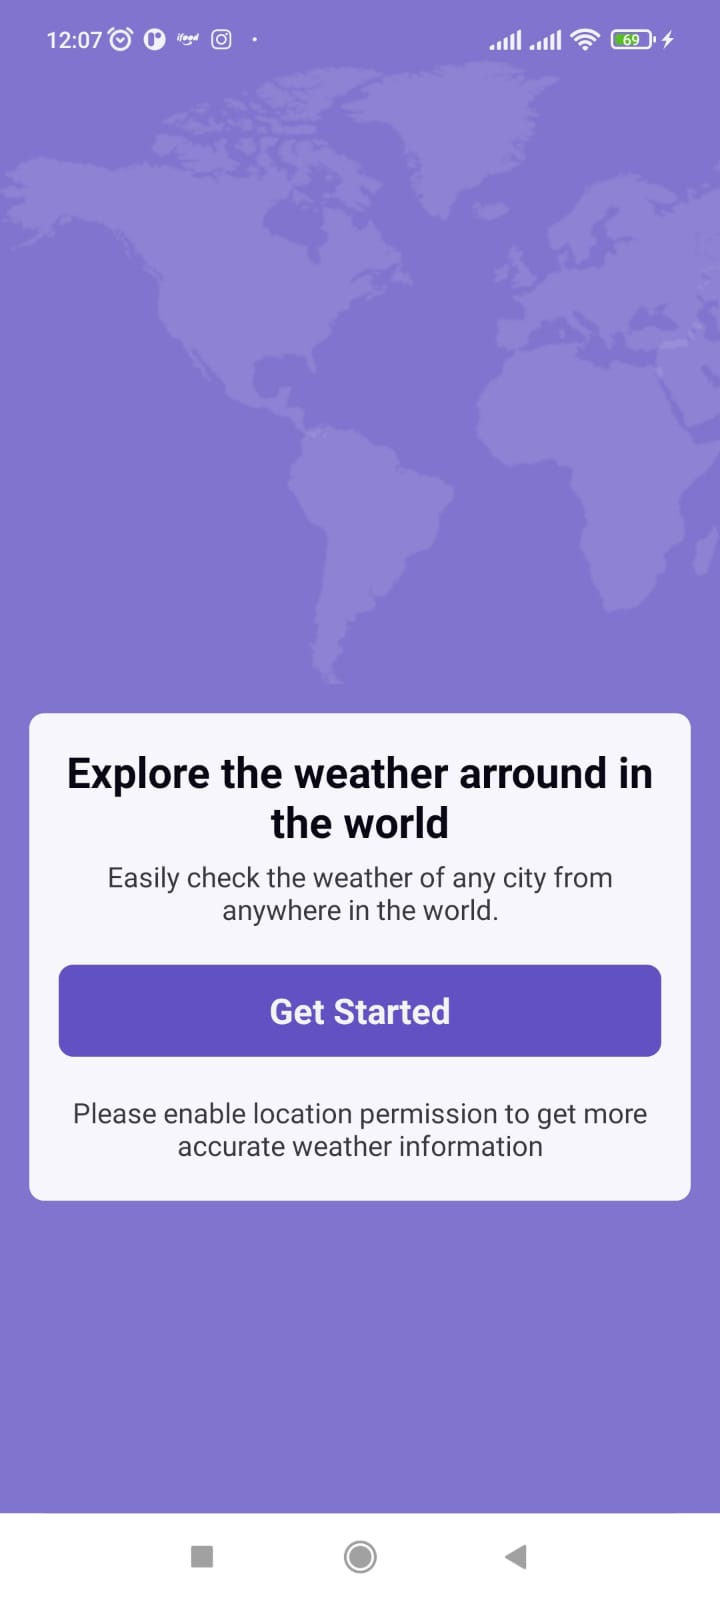 12:07 ifood 69
Explore the weather arround in
the world
Easily check the weather of any city from
anywhere in the world.
Get Started
Please enable location permission to get more
accurate weather information